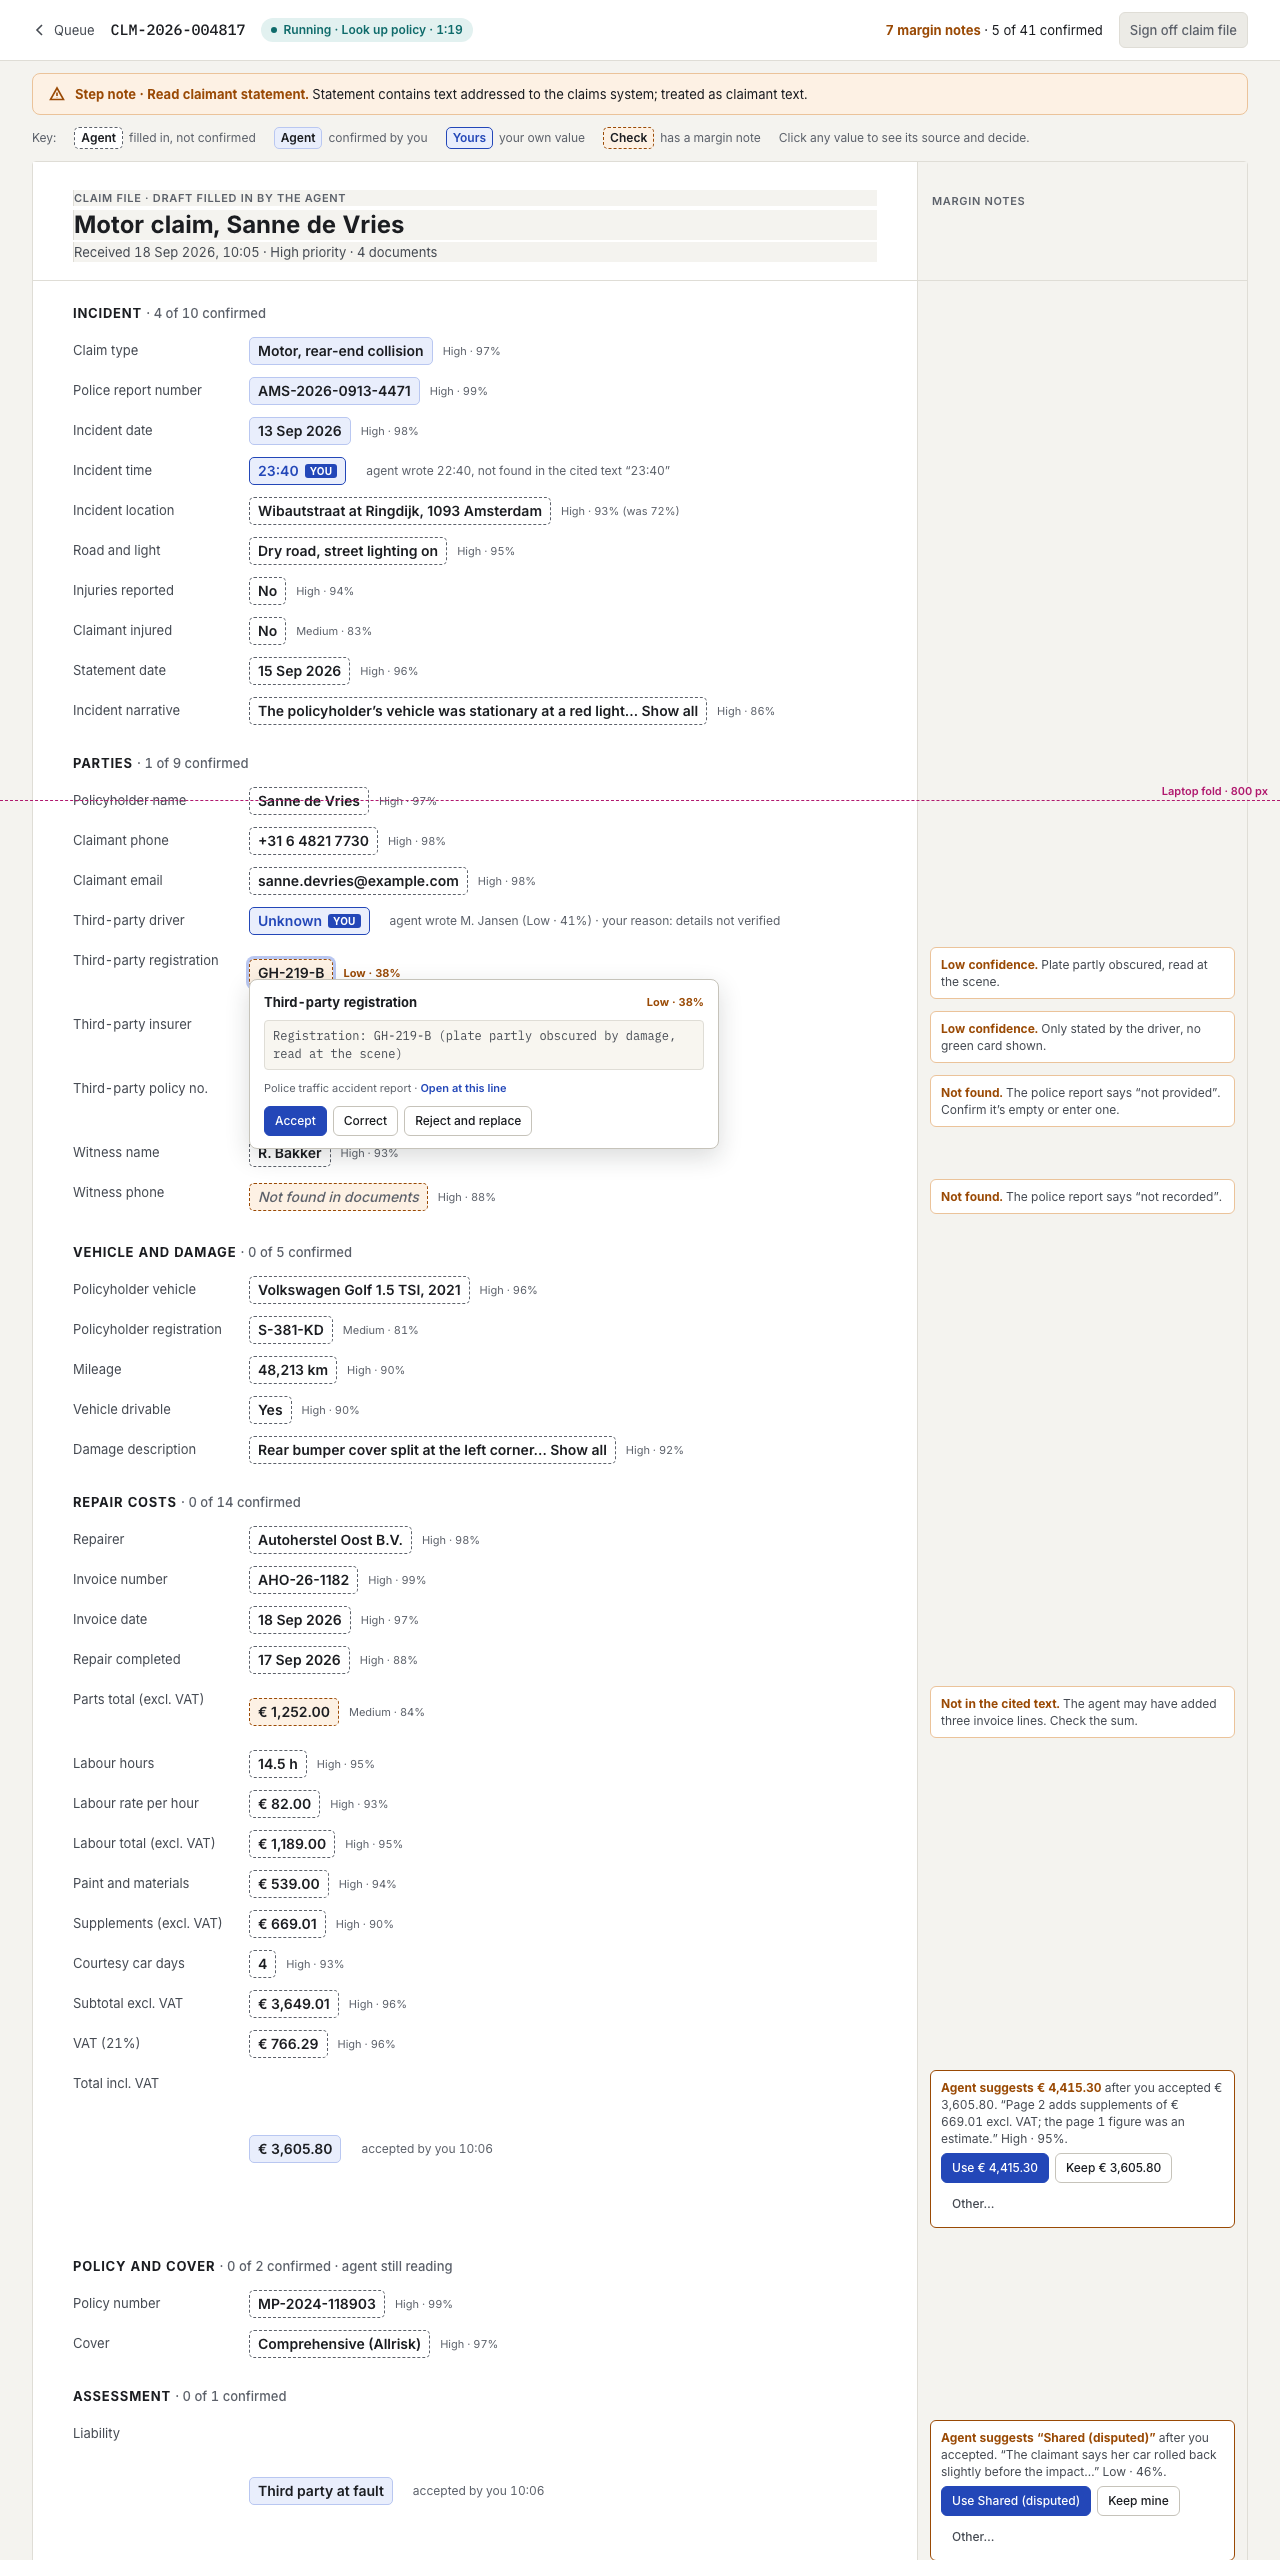 Queue CLM-2026-004817 Running · Look up policy · 1:19 7 margin notes · 5 of 41 confirmed Sign off claim file
Step note · Read claimant statement. Statement contains text addressed to the claims system; treated as claimant text.
Key: Agent filled in, not confirmed Agent confirmed by you Yours your own value Check has a margin note Click any value to see its source and decide.
CLAIM FILE · DRAFT FILLED IN BY THE AGENT
MARGIN NOTES
Motor claim, Sanne de Vries
Received 18 Sep 2026, 10:05 · High priority · 4 documents
INCIDENT · 4 of 10 confirmed
Claim type Motor, rear-end collision High · 97%
Police report number AMS-2026-0913-4471 High · 99%
Incident date 13 Sep 2026 High · 98%
Incident time 23:40 YOU agent wrote 22:40, not found in the cited text “23:40”
Incident location Wibautstraat at Ringdijk, 1093 Amsterdam High · 93% (was 72%)
Road and light Dry road, street lighting on High · 95%
Injuries reported No High · 94%
Claimant injured No Medium · 83%
Statement date 15 Sep 2026 High · 96%
Incident narrative The policyholder’s vehicle was stationary at a red light… Show all High · 86%
PARTIES · 1 of 9 confirmed
Laptop fold · 800 px
Policyholder name Sanne de Vries High · 97%
Claimant phone +31 6 4821 7730 High · 98%
Claimant email sanne.devries@example.com High · 98%
Third-party driver Unknown YOU agent wrote M. Jansen (Low · 41%) · your reason: details not verified
Third-party registration GH-219-B Low · 38%
Low confidence. Plate partly obscured, read at
the scene.
Third-party registration Low · 38%
Registration: GH-219-B (plate partly obscured by damage,
read at the scene)
Police traffic accident report · Open at this line
Accept Correct Reject and replace
Third-party insurer
Low confidence. Only stated by the driver, no
green card shown.
Third-party policy no.
Not found. The police report says “not provided”.
Confirm it’s empty or enter one.
Witness name R. Bakker High · 93%
Witness phone Not found in documents High · 88%
Not found. The police report says “not recorded”.
VEHICLE AND DAMAGE · 0 of 5 confirmed
Policyholder vehicle Volkswagen Golf 1.5 TSI, 2021 High · 96%
Policyholder registration S-381-KD Medium · 81%
Mileage 48,213 km High · 90%
Vehicle drivable Yes High · 90%
Damage description Rear bumper cover split at the left corner… Show all High · 92%
REPAIR COSTS · 0 of 14 confirmed
Repairer Autoherstel Oost B.V. High · 98%
Invoice number AHO-26-1182 High · 99%
Invoice date 18 Sep 2026 High · 97%
Repair completed 17 Sep 2026 High · 88%
Parts total (excl. VAT) € 1,252.00 Medium · 84%
Not in the cited text. The agent may have added
three invoice lines. Check the sum.
Labour hours 14.5 h High · 95%
Labour rate per hour € 82.00 High · 93%
Labour total (excl. VAT) € 1,189.00 High · 95%
Paint and materials € 539.00 High · 94%
Supplements (excl. VAT) € 669.01 High · 90%
Courtesy car days 4 High · 93%
Subtotal excl. VAT € 3,649.01 High · 96%
VAT (21%) € 766.29 High · 96%
Total incl. VAT € 3,605.80 accepted by you 10:06
Agent suggests € 4,415.30 after you accepted €
3,605.80. “Page 2 adds supplements of €
669.01 excl. VAT; the page 1 figure was an
estimate.” High · 95%.
Use € 4,415.30 Keep € 3,605.80
Other…
POLICY AND COVER · 0 of 2 confirmed · agent still reading
Policy number MP-2024-118903 High · 99%
Cover Comprehensive (Allrisk) High · 97%
ASSESSMENT · 0 of 1 confirmed
Liability Third party at fault accepted by you 10:06
Agent suggests “Shared (disputed)” after you
accepted. “The claimant says her car rolled back
slightly before the impact…” Low · 46%.
Use Shared (disputed) Keep mine
Other…